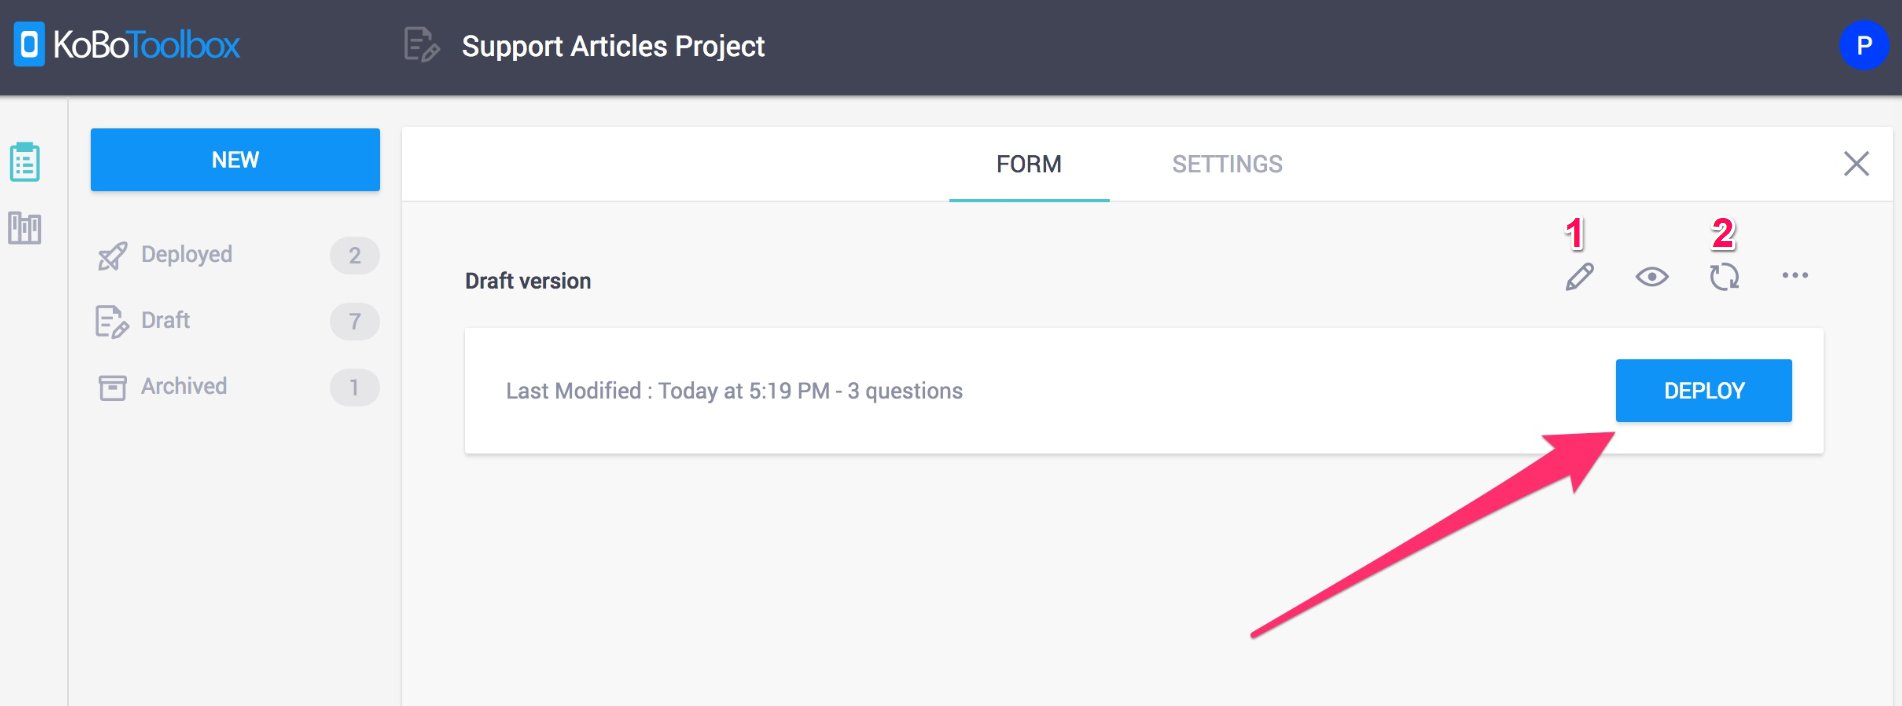 KoBoToolbox
Support Articles Project
P
NEW
FORM
SETTINGS
Deployed 2
Draft 7
Archived 1
1
2
Draft version
Last Modified : Today at 5:19 PM - 3 questions
DEPLOY